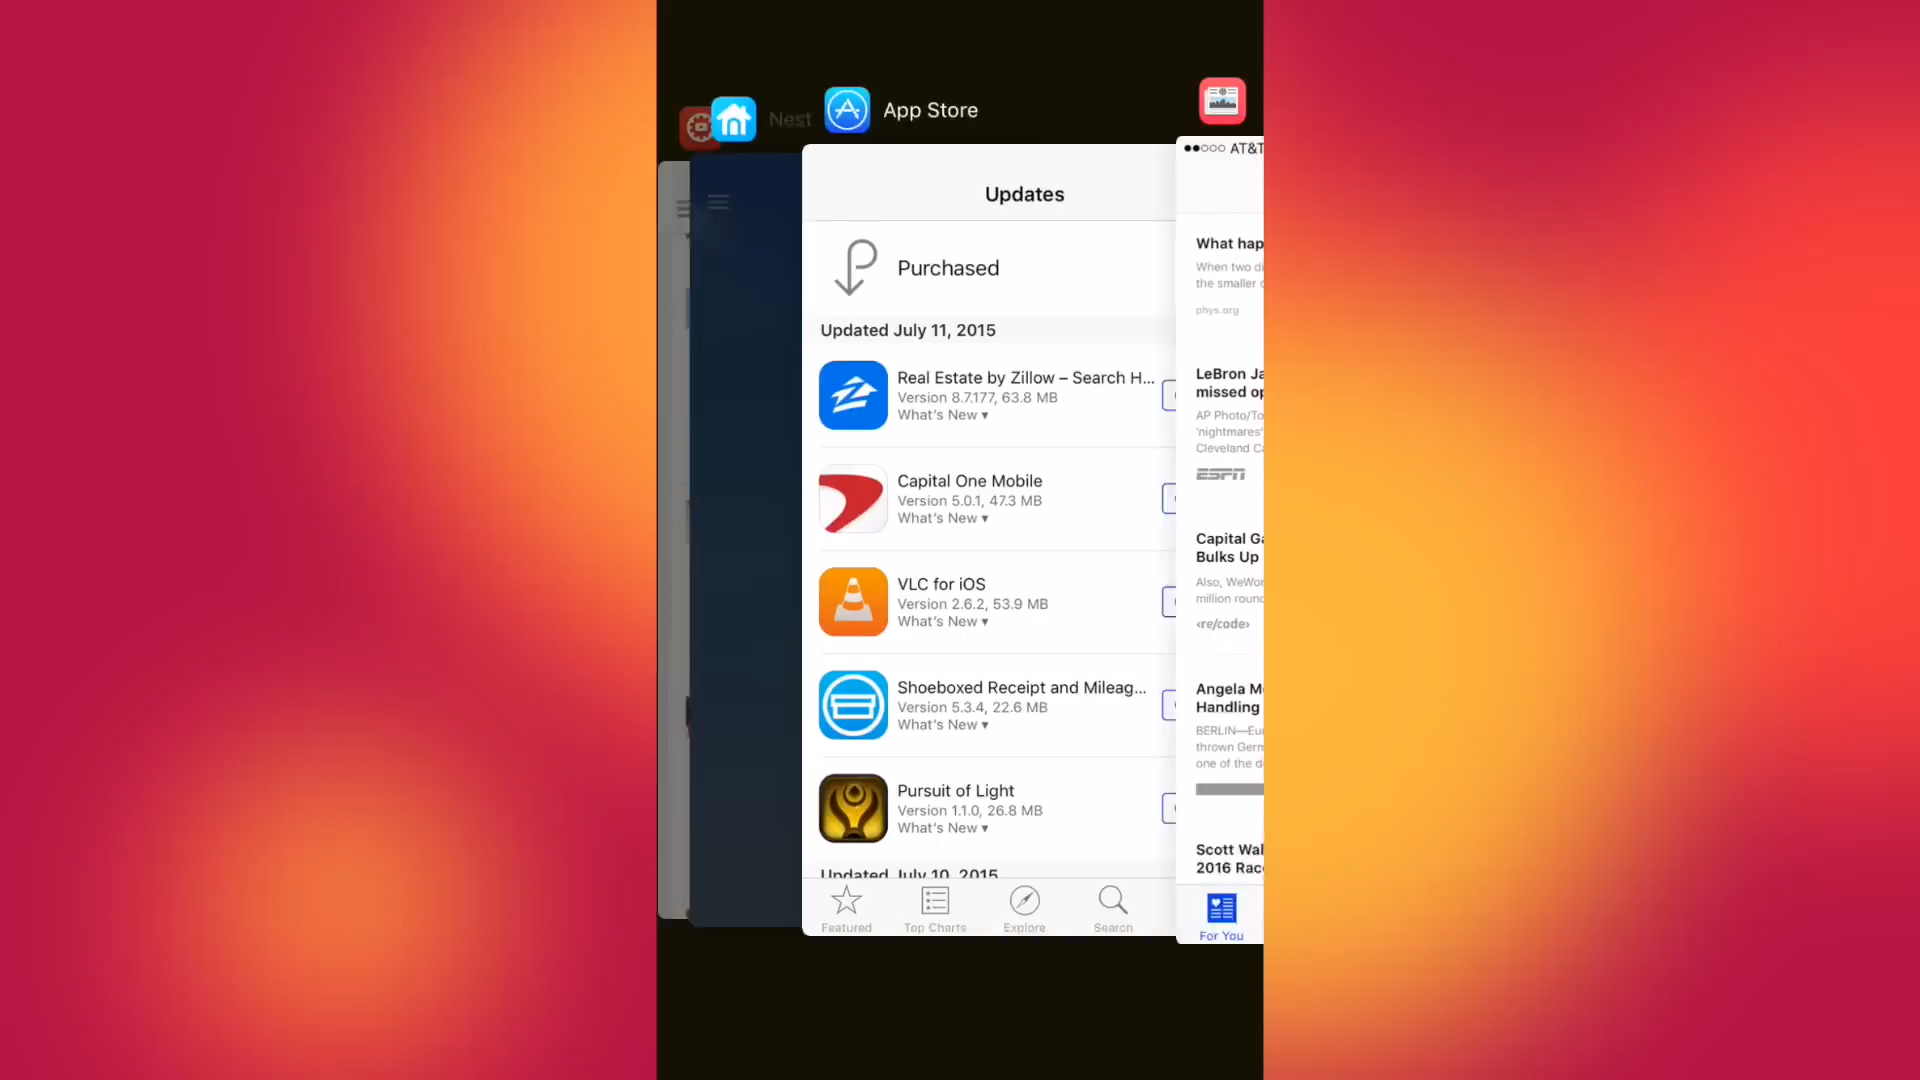 Nest
App Store
Updates
Purchased
Updated July 11, 2015
Real Estate by Zillow – Search H...
Version 8.7.177, 63.8 MB
What's New ▾
Capital One Mobile
Version 5.0.1, 47.3 MB
What's New ▾
VLC for iOS
Version 2.6.2, 53.9 MB
What's New ▾
Shoeboxed Receipt and Mileag...
Version 5.3.4, 22.6 MB
What's New ▾
Pursuit of Light
Version 1.1.0, 26.8 MB
What's New ▾
Updated July 10, 2015
Featured
Top Charts
Explore
Search
AT&T
What hap
When two di
the smaller
phys.org
LeBron Ja
missed op
AP Photo/To
'nightmares'
Cleveland Ca
ESPN
Capital Ga
Bulks Up
Also, WeWor
million round
<re/code>
Angela M
Handling
BERLIN—Eu
thrown Germ
one of the d
Scott Wal
2016 Rac
For You